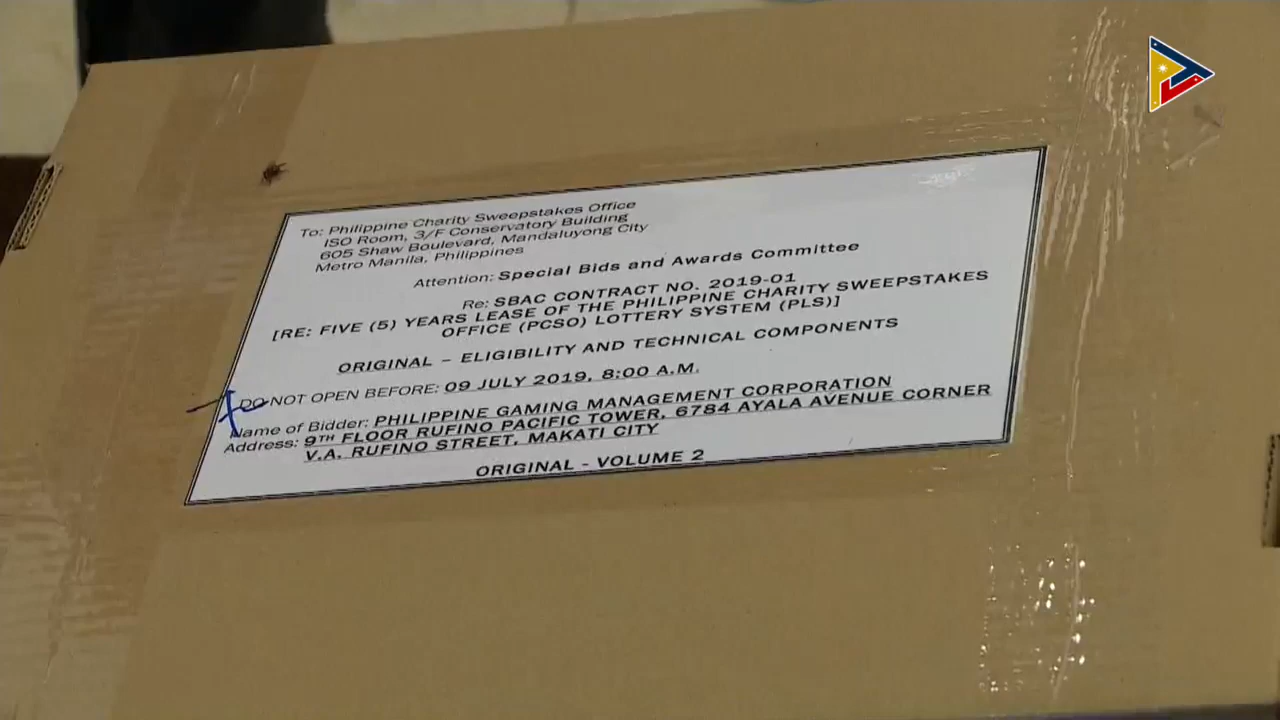 To: Philippine Charity Sweepstakes Office
ISO Room, 3/F Conservatory Building
605 Shaw Boulevard, Mandaluyong City
Metro Manila, Philippines
Attention: Special Bids and Awards Committee
Re: SBAC CONTRACT NO. 2019-01
[RE: FIVE (5) YEARS LEASE OF THE PHILIPPINE CHARITY SWEEPSTAKES
OFFICE (PCSO) LOTTERY SYSTEM (PLS)]
ORIGINAL – ELIGIBILITY AND TECHNICAL COMPONENTS
DO NOT OPEN BEFORE: 09 JULY 2019, 8:00 A.M.
Name of Bidder: PHILIPPINE GAMING MANAGEMENT CORPORATION
Address: 9TH FLOOR RUFINO PACIFIC TOWER, 6784 AYALA AVENUE CORNER
V.A. RUFINO STREET, MAKATI CITY
ORIGINAL - VOLUME 2